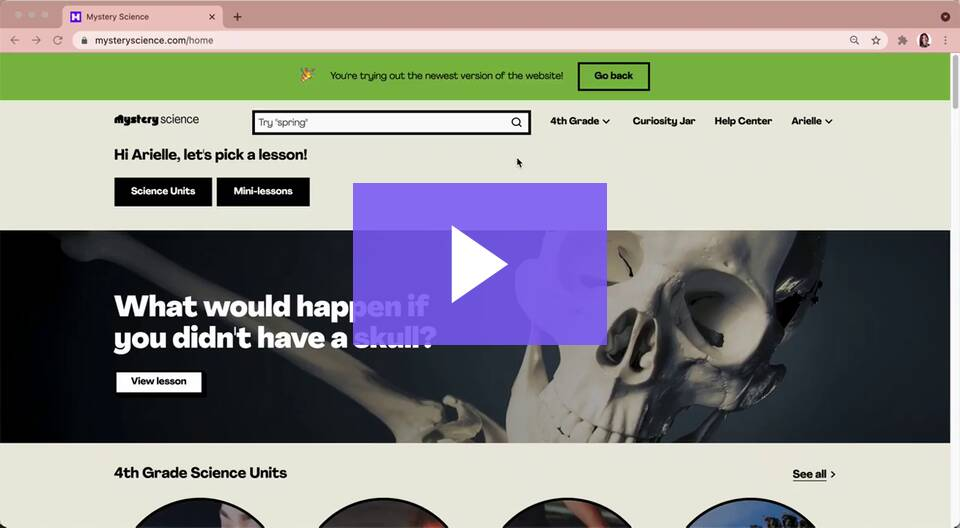 Mystery Science
mysteryscience.com/home
You're trying out the newest version of the website!
Go back
Mystery science
Try "spring"
4th Grade
Curiosity Jar
Help Center
Arielle
Hi Arielle, let's pick a lesson!
Science Units
Mini-lessons
What would happen if
you didn't have a skull?
View lesson
4th Grade Science Units
See all